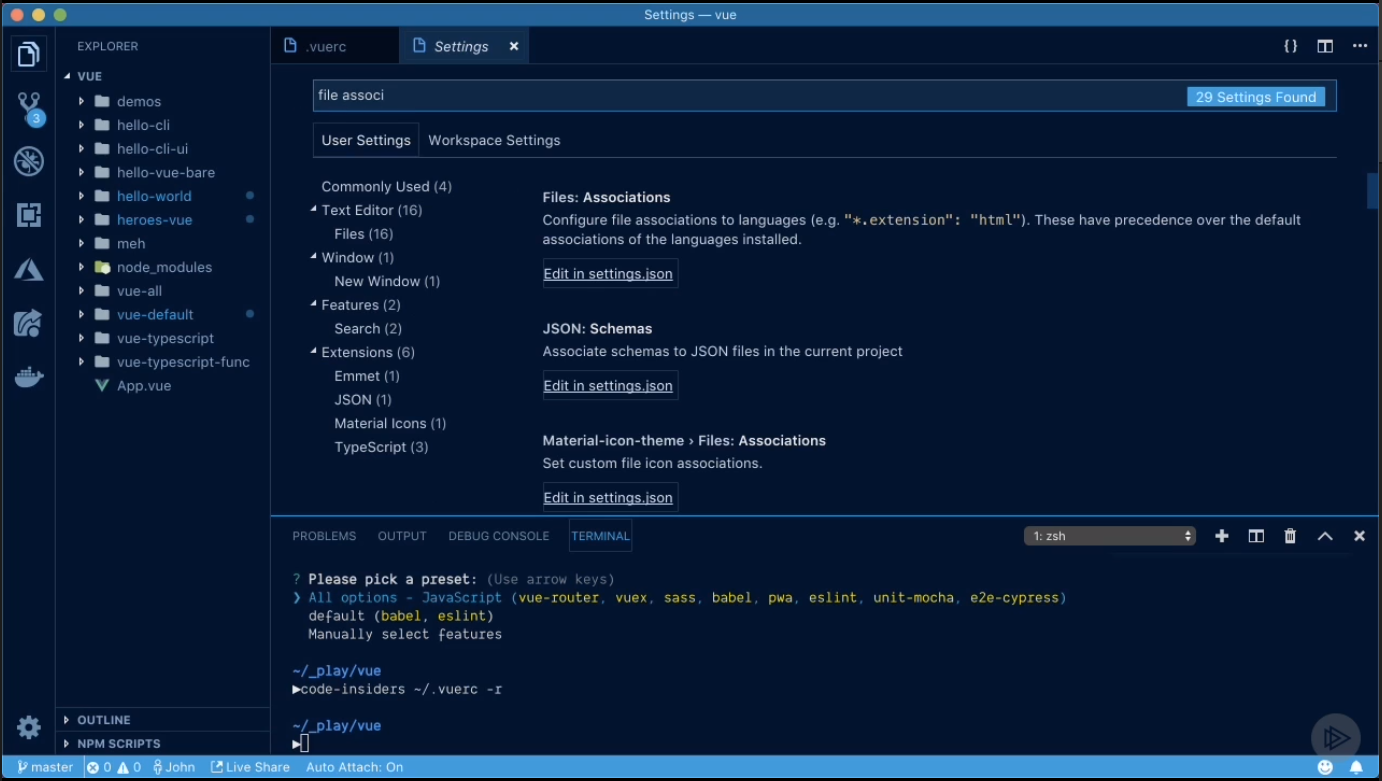 Settings — vue
EXPLORER
VUE
demos
hello-cli
hello-cli-ui
hello-vue-bare
hello-world
heroes-vue
meh
node_modules
vue-all
vue-default
vue-typescript
vue-typescript-func
App.vue
OUTLINE
NPM SCRIPTS
3
.vuerc
Settings
{}
file associ
29 Settings Found
User Settings Workspace Settings
Commonly Used (4)
Text Editor (16)
Files (16)
Window (1)
New Window (1)
Features (2)
Search (2)
Extensions (6)
Emmet (1)
JSON (1)
Material Icons (1)
TypeScript (3)
Files: Associations
Configure file associations to languages (e.g. "*.extension": "html"). These have precedence over the default
associations of the languages installed.
Edit in settings.json
JSON: Schemas
Associate schemas to JSON files in the current project
Edit in settings.json
Material-icon-theme › Files: Associations
Set custom file icon associations.
Edit in settings.json
PROBLEMS OUTPUT DEBUG CONSOLE TERMINAL
1: zsh
? Please pick a preset: (Use arrow keys)
❯ All options - JavaScript (vue-router, vuex, sass, babel, pwa, eslint, unit-mocha, e2e-cypress)
default (babel, eslint)
Manually select features
~/_play/vue
▶code-insiders ~/.vuerc -r
~/_play/vue
▶
master 0 0 John Live Share Auto Attach: On